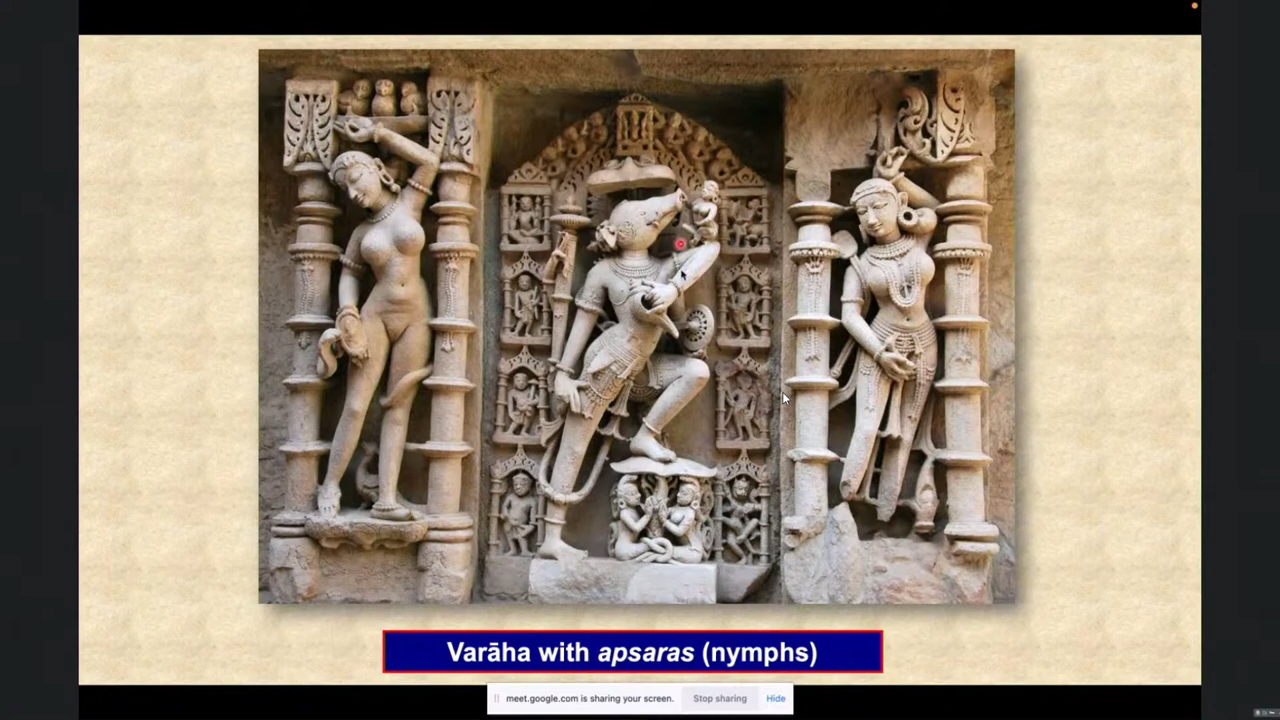 Varāha with apsaras (nymphs)
meet.google.com is sharing your screen. Stop sharing Hide